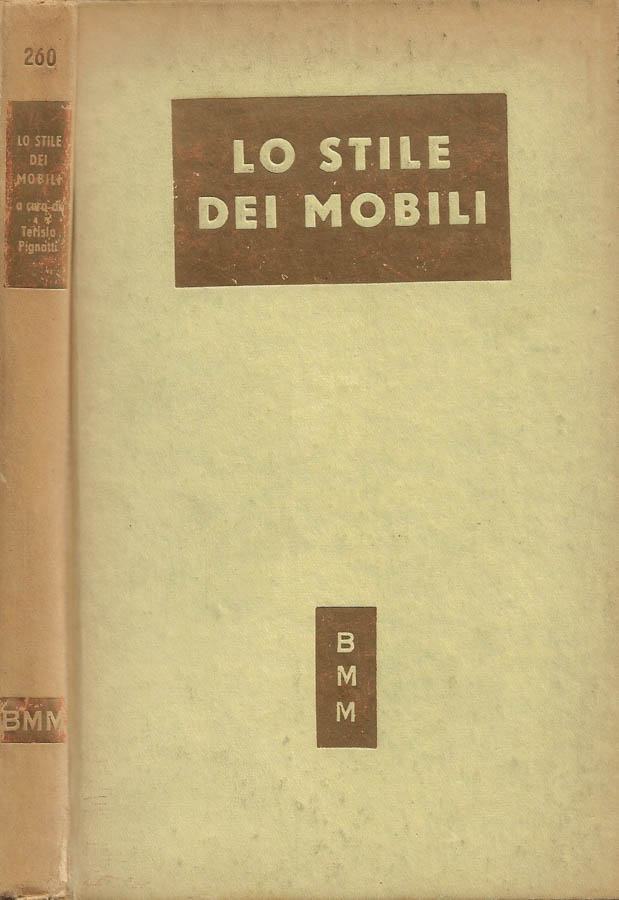 260
LO STILE
DEI
MOBILI
a cura di
Terisio
Pignatti
BMM
LO STILE
DEI MOBILI
B
M
M